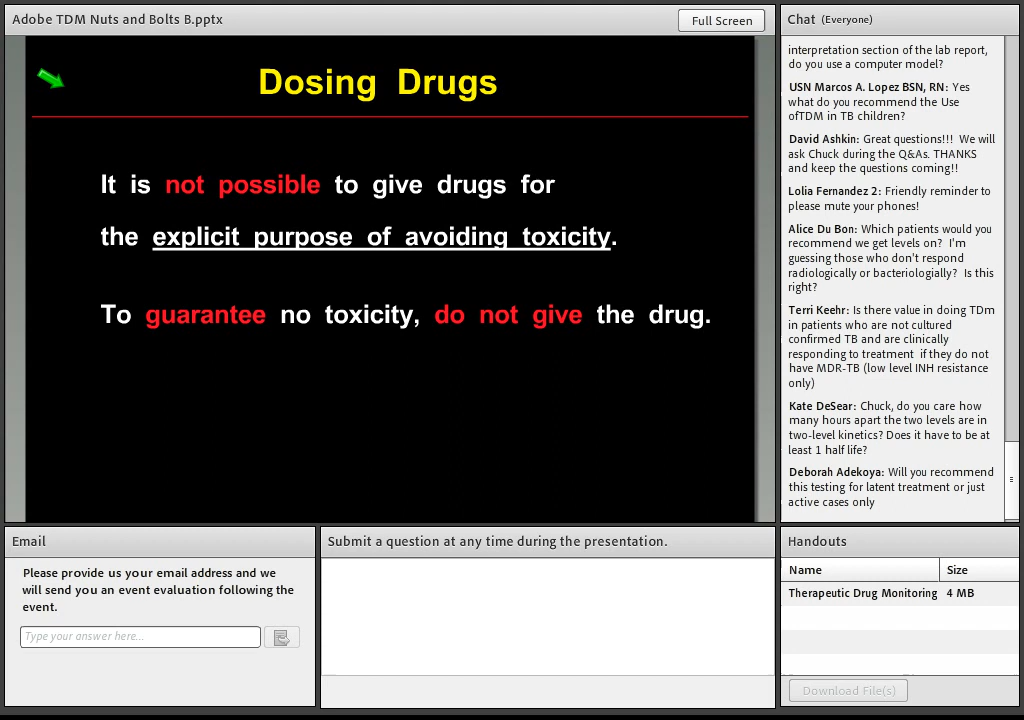 Adobe TDM Nuts and Bolts B.pptx
Full Screen
Dosing Drugs
It is not possible to give drugs for
the explicit purpose of avoiding toxicity.
To guarantee no toxicity, do not give the drug.
Chat (Everyone)
interpretation section of the lab report,
do you use a computer model?
USN Marcos A. Lopez BSN, RN: Yes
what do you recommend the Use
ofTDM in TB children?
David Ashkin: Great questions!!! We will
ask Chuck during the Q&As. THANKS
and keep the questions coming!!
Lolia Fernandez 2: Friendly reminder to
please mute your phones!
Alice Du Bon: Which patients would you
recommend we get levels on? I'm
guessing those who don't respond
radiologically or bacteriologially? Is this
right?
Terri Keehr: Is there value in doing TDm
in patients who are not cultured
confirmed TB and are clinically
responding to treatment if they do not
have MDR-TB (low level INH resistance
only)
Kate DeSear: Chuck, do you care how
many hours apart the two levels are in
two-level kinetics? Does it have to be at
least 1 half life?
Deborah Adekoya: Will you recommend
this testing for latent treatment or just
active cases only
Email
Please provide us your email address and we
will send you an event evaluation following the
event.
Type your answer here...
Submit a question at any time during the presentation.
Handouts
Name Size
Therapeutic Drug Monitoring 4 MB
Download File(s)